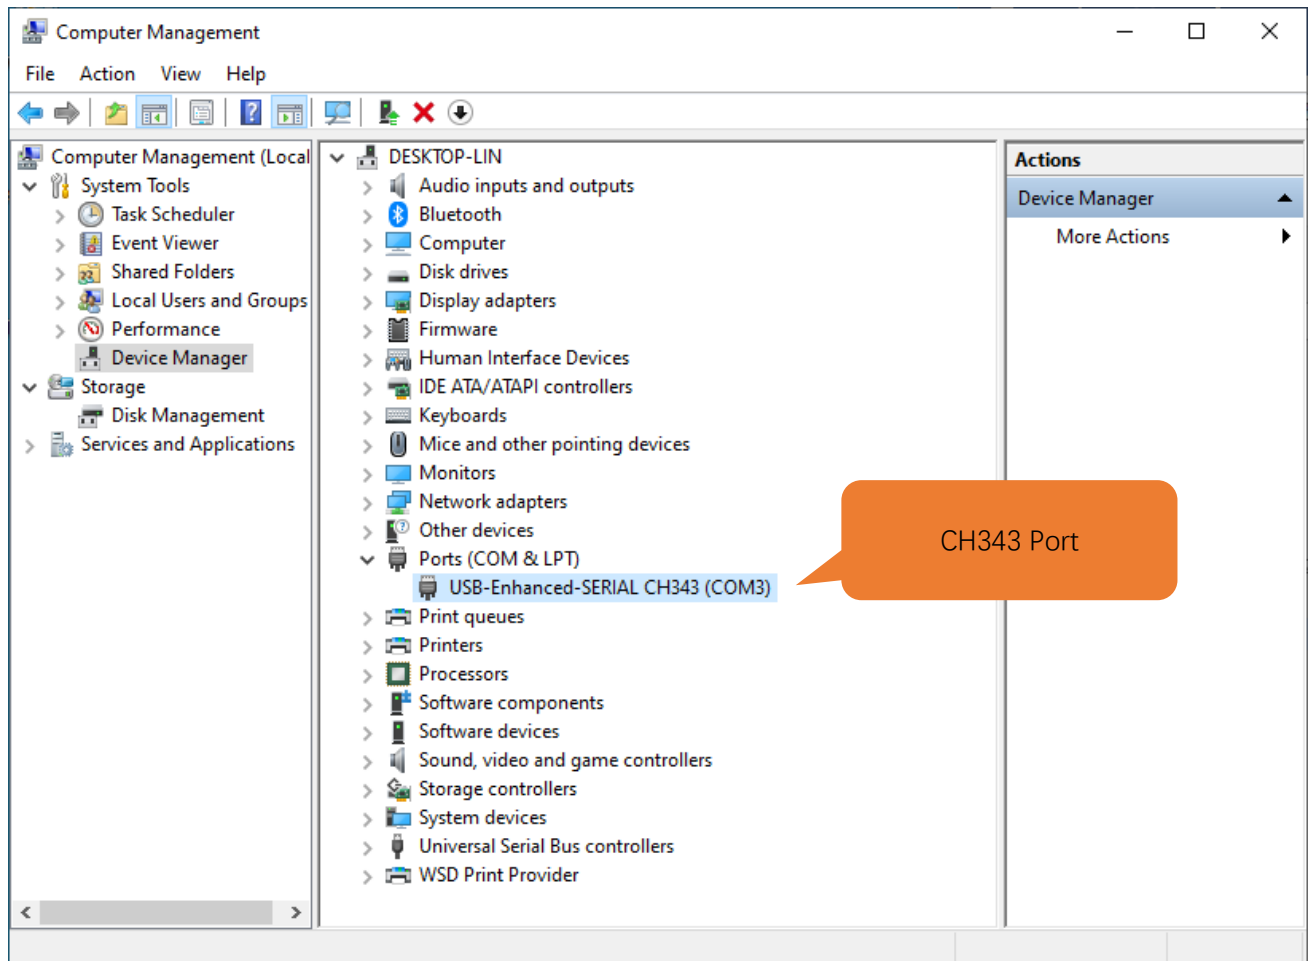 Computer Management
File Action View Help
Computer Management (Local
System Tools
Task Scheduler
Event Viewer
Shared Folders
Local Users and Groups
Performance
Device Manager
Storage
Disk Management
Services and Applications
DESKTOP-LIN
Audio inputs and outputs
Bluetooth
Computer
Disk drives
Display adapters
Firmware
Human Interface Devices
IDE ATA/ATAPI controllers
Keyboards
Mice and other pointing devices
Monitors
Network adapters
Other devices
Ports (COM & LPT)
USB-Enhanced-SERIAL CH343 (COM3)
Print queues
Printers
Processors
Software components
Software devices
Sound, video and game controllers
Storage controllers
System devices
Universal Serial Bus controllers
WSD Print Provider
CH343 Port
Actions
Device Manager
More Actions